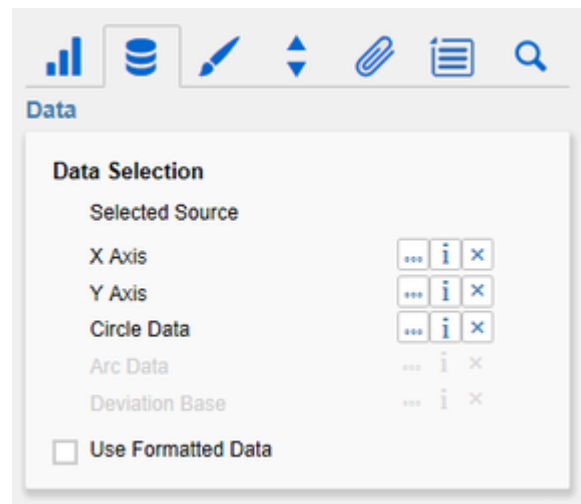 Data
Data Selection
Selected Source
X Axis ... i ×
Y Axis ... i ×
Circle Data ... i ×
Arc Data ... i ×
Deviation Base ... i ×
Use Formatted Data